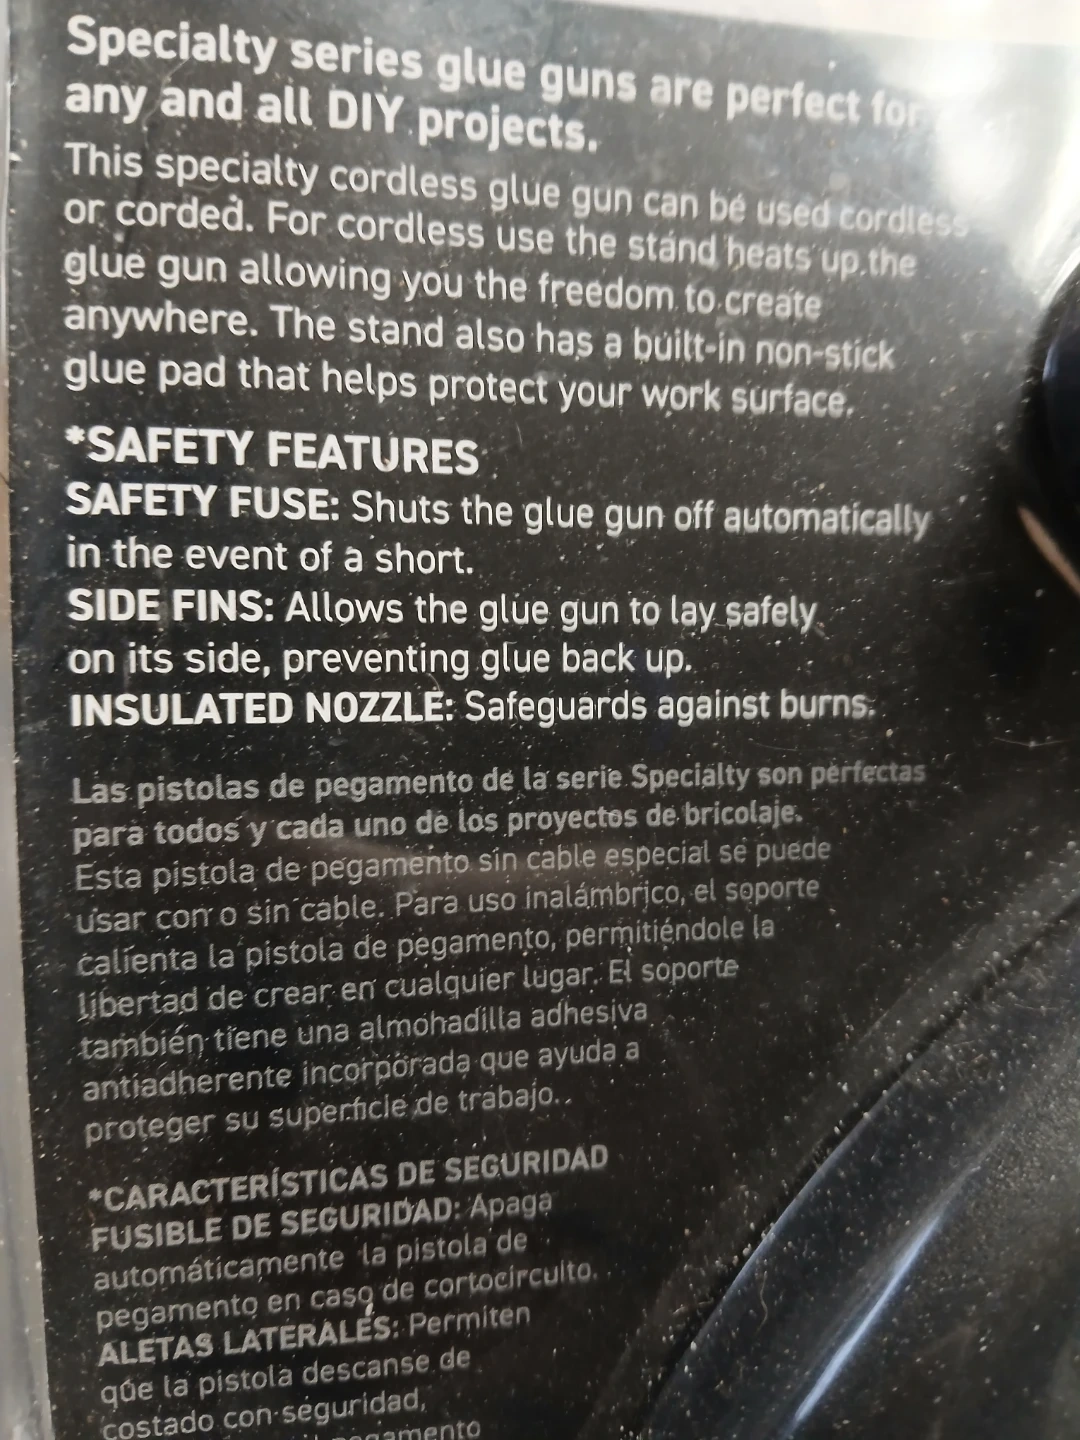 Specialty series glue guns are perfect for
any and all DIY projects.
This specialty cordless glue gun can be used cordless
or corded. For cordless use the stand heats up the
glue gun allowing you the freedom to create
anywhere. The stand also has a built-in non-stick
glue pad that helps protect your work surface.
*SAFETY FEATURES
SAFETY FUSE: Shuts the glue gun off automatically
in the event of a short.
SIDE FINS: Allows the glue gun to lay safely
on its side, preventing glue back up.
INSULATED NOZZLE: Safeguards against burns.
Las pistolas de pegamento de la serie Specialty son perfectas
para todos y cada uno de los proyectos de bricolaje.
Esta pistola de pegamento sin cable especial se puede
usar con o sin cable. Para uso inalámbrico, el soporte
calienta la pistola de pegamento, permitiéndole la
libertad de crear en cualquier lugar. El soporte
también tiene una almohadilla adhesiva
antiadherente incorporada que ayuda a
proteger su superficie de trabajo..
*CARACTERÍSTICAS DE SEGURIDAD
FUSIBLE DE SEGURIDAD: Apaga
automáticamente la pistola de
pegamento en caso de cortocircuito.
ALETAS LATERALES: Permiten
que la pistola descanse de
costado con seguridad,
pegamento